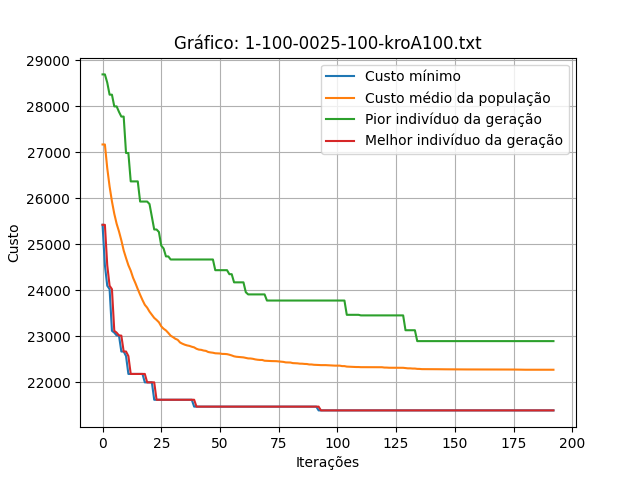 Gráfico: 1-100-0025-100-kroA100.txt
Custo mínimo
Custo médio da população
Pior indivíduo da geração
Melhor indivíduo da geração
29000
28000
27000
26000
25000
24000
23000
22000
Custo
0 25 50 75 100 125 150 175 200
Iterações